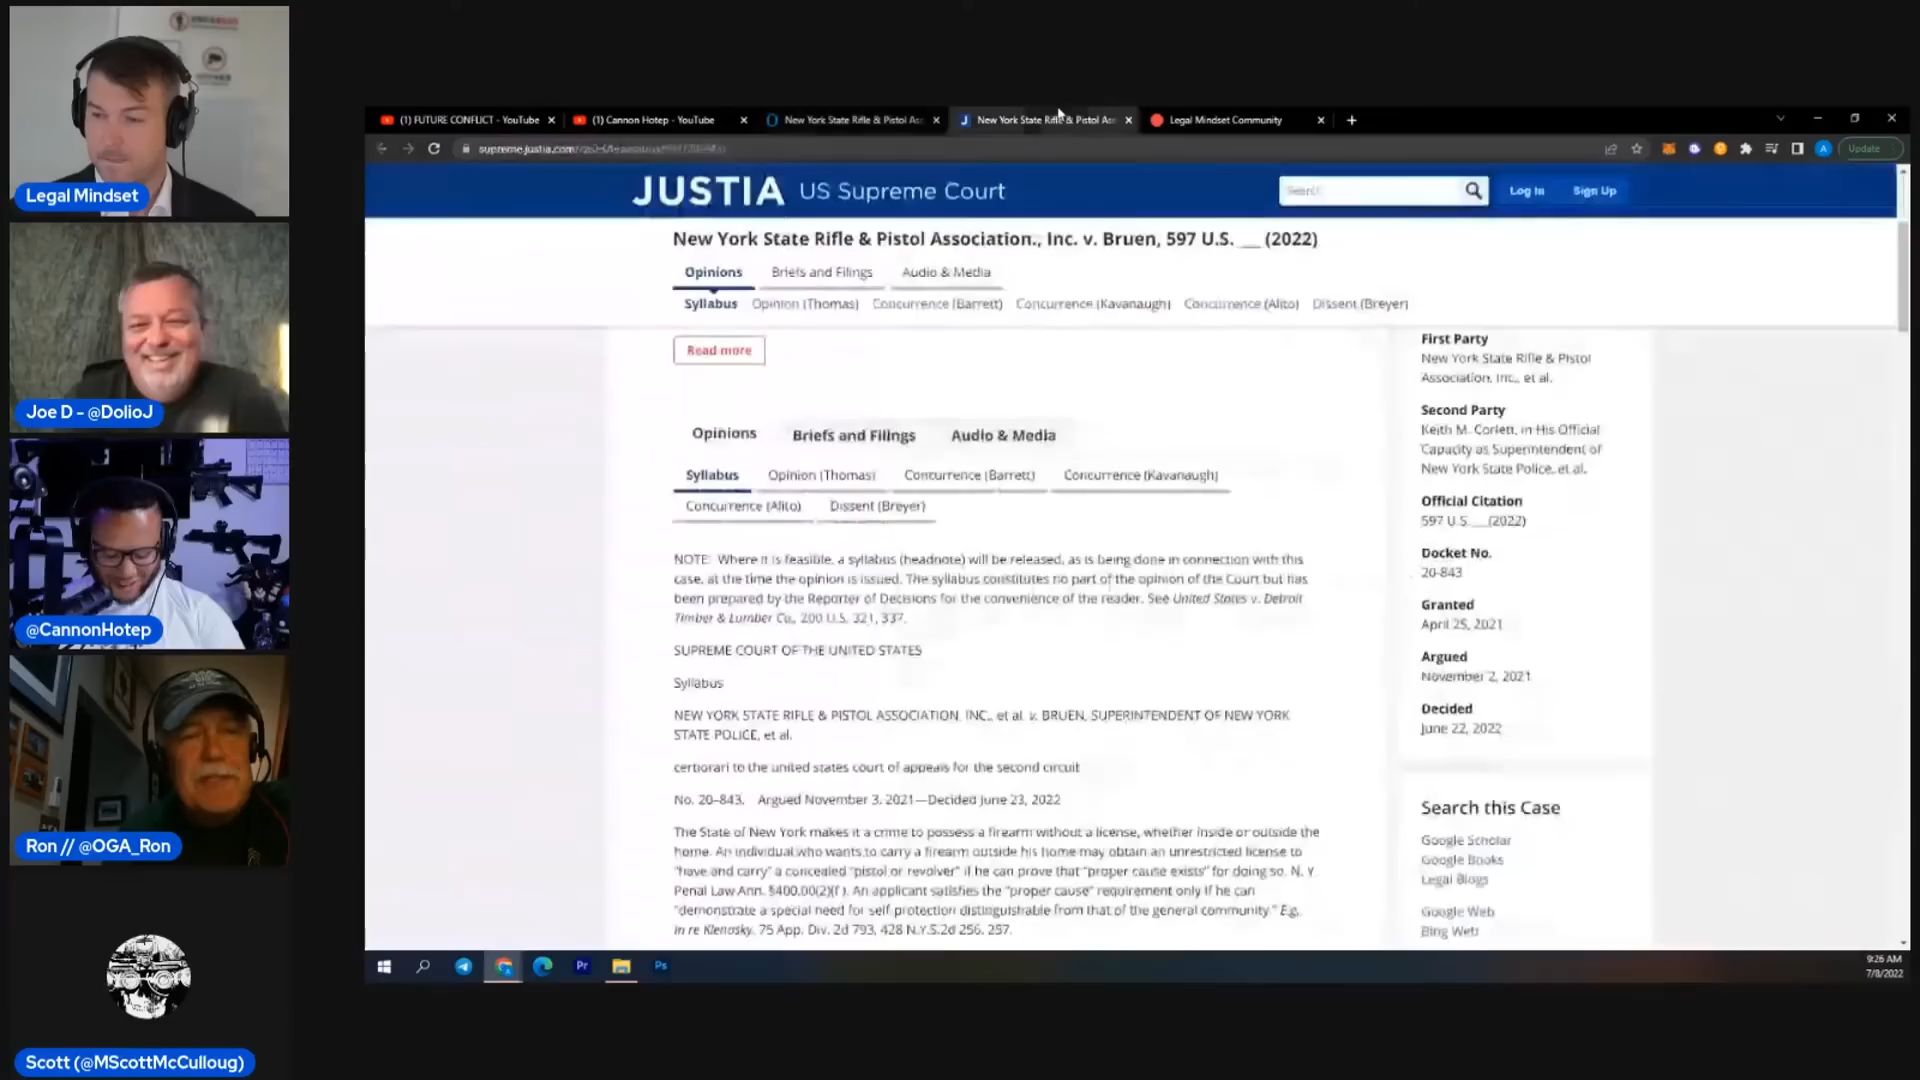 Legal Mindset
Joe D - @DolioJ
@CannonHotep
Ron // @OGA_Ron
Scott (@MScottMcCulloug)
(1) FUTURE CONFLICT - YouTube
(1) Cannon Hotep - YouTube
New York State Rifle & Pistol As
New York State Rifle & Pistol As
Legal Mindset Community
supreme.justia.com
Update
JUSTIA US Supreme Court
Search
Log In
Sign Up
New York State Rifle & Pistol Association., Inc. v. Bruen, 597 U.S. __ (2022)
Opinions Briefs and Filings Audio & Media
Syllabus Opinion (Thomas) Concurrence (Barrett) Concurrence (Kavanaugh) Concurrence (Alito) Dissent (Breyer)
Read more
Opinions Briefs and Filings Audio & Media
Syllabus Opinion (Thomas) Concurrence (Barrett) Concurrence (Kavanaugh)
Concurrence (Alito) Dissent (Breyer)
NOTE: Where it is feasible, a syllabus (headnote) will be released, as is being done in connection with this
case, at the time the opinion is issued. The syllabus constitutes no part of the opinion of the Court but has
been prepared by the Reporter of Decisions for the convenience of the reader. See United States v. Detroit
Timber & Lumber Co., 200 U.S. 321, 337.
SUPREME COURT OF THE UNITED STATES
Syllabus
NEW YORK STATE RIFLE & PISTOL ASSOCIATION, INC., et al. v. BRUEN, SUPERINTENDENT OF NEW YORK
STATE POLICE, et al.
certiorari to the united states court of appeals for the second circuit
No. 20–843. Argued November 3, 2021—Decided June 23, 2022
The State of New York makes it a crime to possess a firearm without a license, whether inside or outside the
home. An individual who wants to carry a firearm outside his home may obtain an unrestricted license to
“have and carry” a concealed “pistol or revolver” if he can prove that “proper cause exists” for doing so. N. Y.
Penal Law Ann. §400.00(2)(f). An applicant satisfies the “proper cause” requirement only if he can
“demonstrate a special need for self-protection distinguishable from that of the general community.” E.g.,
In re Klenosky, 75 App. Div. 2d 793, 428 N.Y.S.2d 256, 257.
First Party
New York State Rifle & Pistol
Association, Inc., et al.
Second Party
Keith M. Corlett, in His Official
Capacity as Superintendent of
New York State Police, et al.
Official Citation
597 U.S. __ (2022)
Docket No.
20-843
Granted
April 25, 2021
Argued
November 2, 2021
Decided
June 22, 2022
Search this Case
Google Scholar
Google Books
Legal Blogs
Google Web
Bing Web
Pr
Ps
9:26 AM
7/8/2022